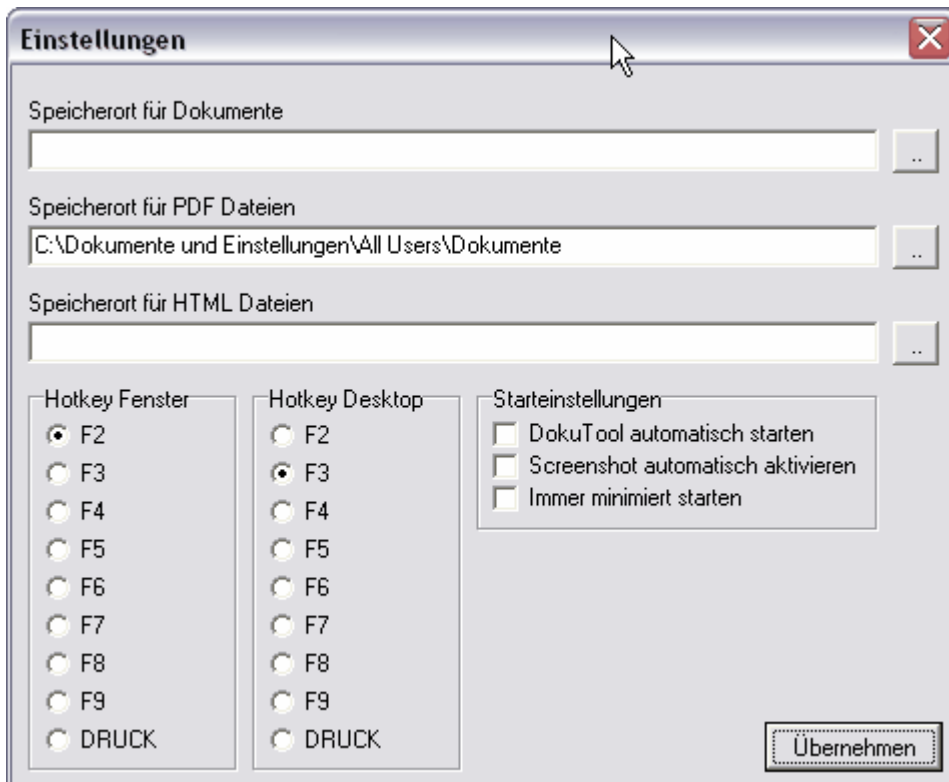 Einstellungen
Speicherort für Dokumente
..
Speicherort für PDF Dateien
C:\Dokumente und Einstellungen\All Users\Dokumente
..
Speicherort für HTML Dateien
..
Hotkey Fenster
F2
F3
F4
F5
F6
F7
F8
F9
DRUCK
Hotkey Desktop
F2
F3
F4
F5
F6
F7
F8
F9
DRUCK
Starteinstellungen
DokuTool automatisch starten
Screenshot automatisch aktivieren
Immer minimiert starten
Übernehmen